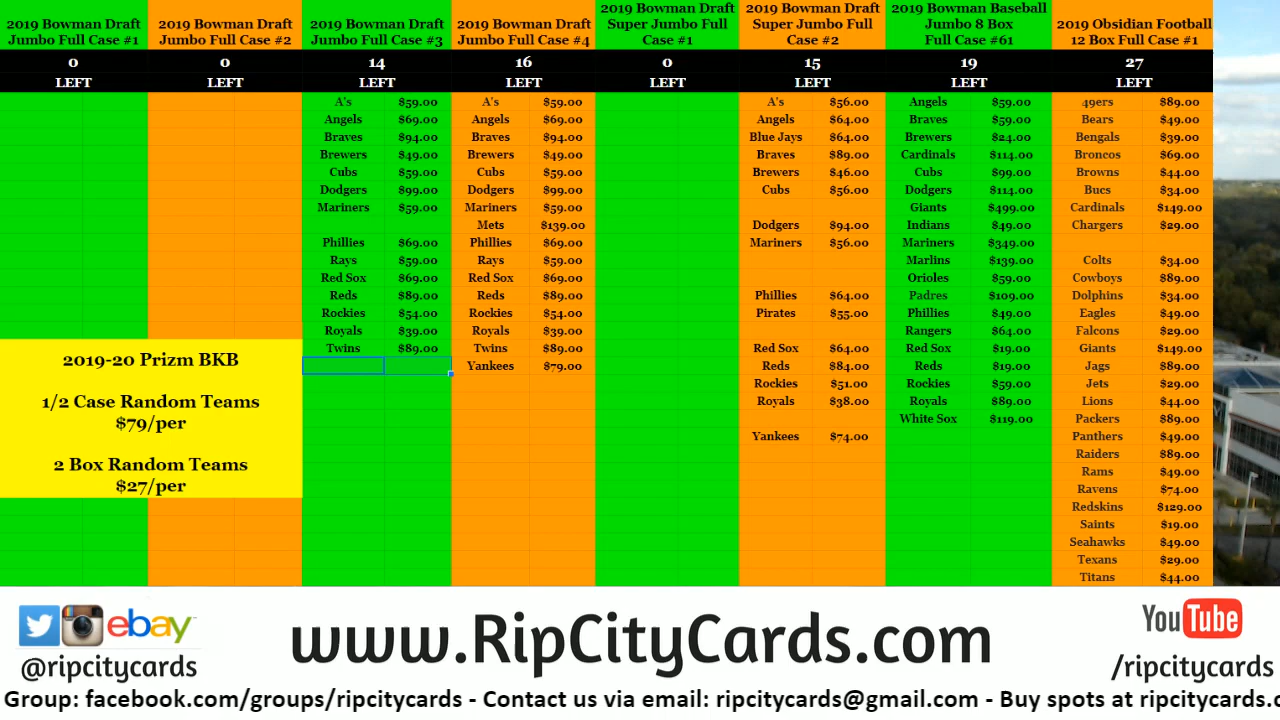 2019 Bowman Draft Jumbo Full Case #1
0
LEFT
2019 Bowman Draft Jumbo Full Case #2
0
LEFT
2019 Bowman Draft Jumbo Full Case #3
14
LEFT
A's $59.00
Angels $69.00
Braves $94.00
Brewers $49.00
Cubs $59.00
Dodgers $99.00
Mariners $59.00
Phillies $69.00
Rays $59.00
Red Sox $69.00
Reds $89.00
Rockies $54.00
Royals $39.00
Twins $89.00
2019 Bowman Draft Jumbo Full Case #4
16
LEFT
A's $59.00
Angels $69.00
Braves $94.00
Brewers $49.00
Cubs $59.00
Dodgers $99.00
Mariners $59.00
Mets $139.00
Phillies $69.00
Rays $59.00
Red Sox $69.00
Reds $89.00
Rockies $54.00
Royals $39.00
Twins $89.00
Yankees $79.00
2019 Bowman Draft Super Jumbo Full Case #1
0
LEFT
2019 Bowman Draft Super Jumbo Full Case #2
15
LEFT
A's $56.00
Angels $64.00
Blue Jays $64.00
Braves $89.00
Brewers $46.00
Cubs $56.00
Dodgers $94.00
Mariners $56.00
Phillies $64.00
Pirates $55.00
Red Sox $64.00
Reds $84.00
Rockies $51.00
Royals $38.00
Yankees $74.00
2019 Bowman Baseball Jumbo 8 Box Full Case #61
19
LEFT
Angels $59.00
Braves $59.00
Brewers $24.00
Cardinals $114.00
Cubs $99.00
Dodgers $114.00
Giants $499.00
Indians $49.00
Mariners $349.00
Marlins $139.00
Orioles $59.00
Padres $109.00
Phillies $49.00
Rangers $64.00
Red Sox $19.00
Reds $19.00
Rockies $59.00
Royals $89.00
White Sox $119.00
2019 Obsidian Football 12 Box Full Case #1
27
LEFT
49ers $89.00
Bears $49.00
Bengals $39.00
Broncos $69.00
Browns $44.00
Bucs $34.00
Cardinals $149.00
Chargers $29.00
Colts $34.00
Cowboys $89.00
Dolphins $34.00
Eagles $49.00
Falcons $29.00
Giants $149.00
Jags $89.00
Jets $29.00
Lions $44.00
Packers $89.00
Panthers $49.00
Raiders $89.00
Rams $49.00
Ravens $74.00
Redskins $129.00
Saints $19.00
Seahawks $49.00
Texans $29.00
Titans $44.00
2019-20 Prizm BKB
1/2 Case Random Teams
$79/per
2 Box Random Teams
$27/per
ebay
@ripcitycards
www.RipCityCards.com
YouTube
/ripcitycards
Group: facebook.com/groups/ripcitycards - Contact us via email: ripcitycards@gmail.com - Buy spots at ripcitycards.c